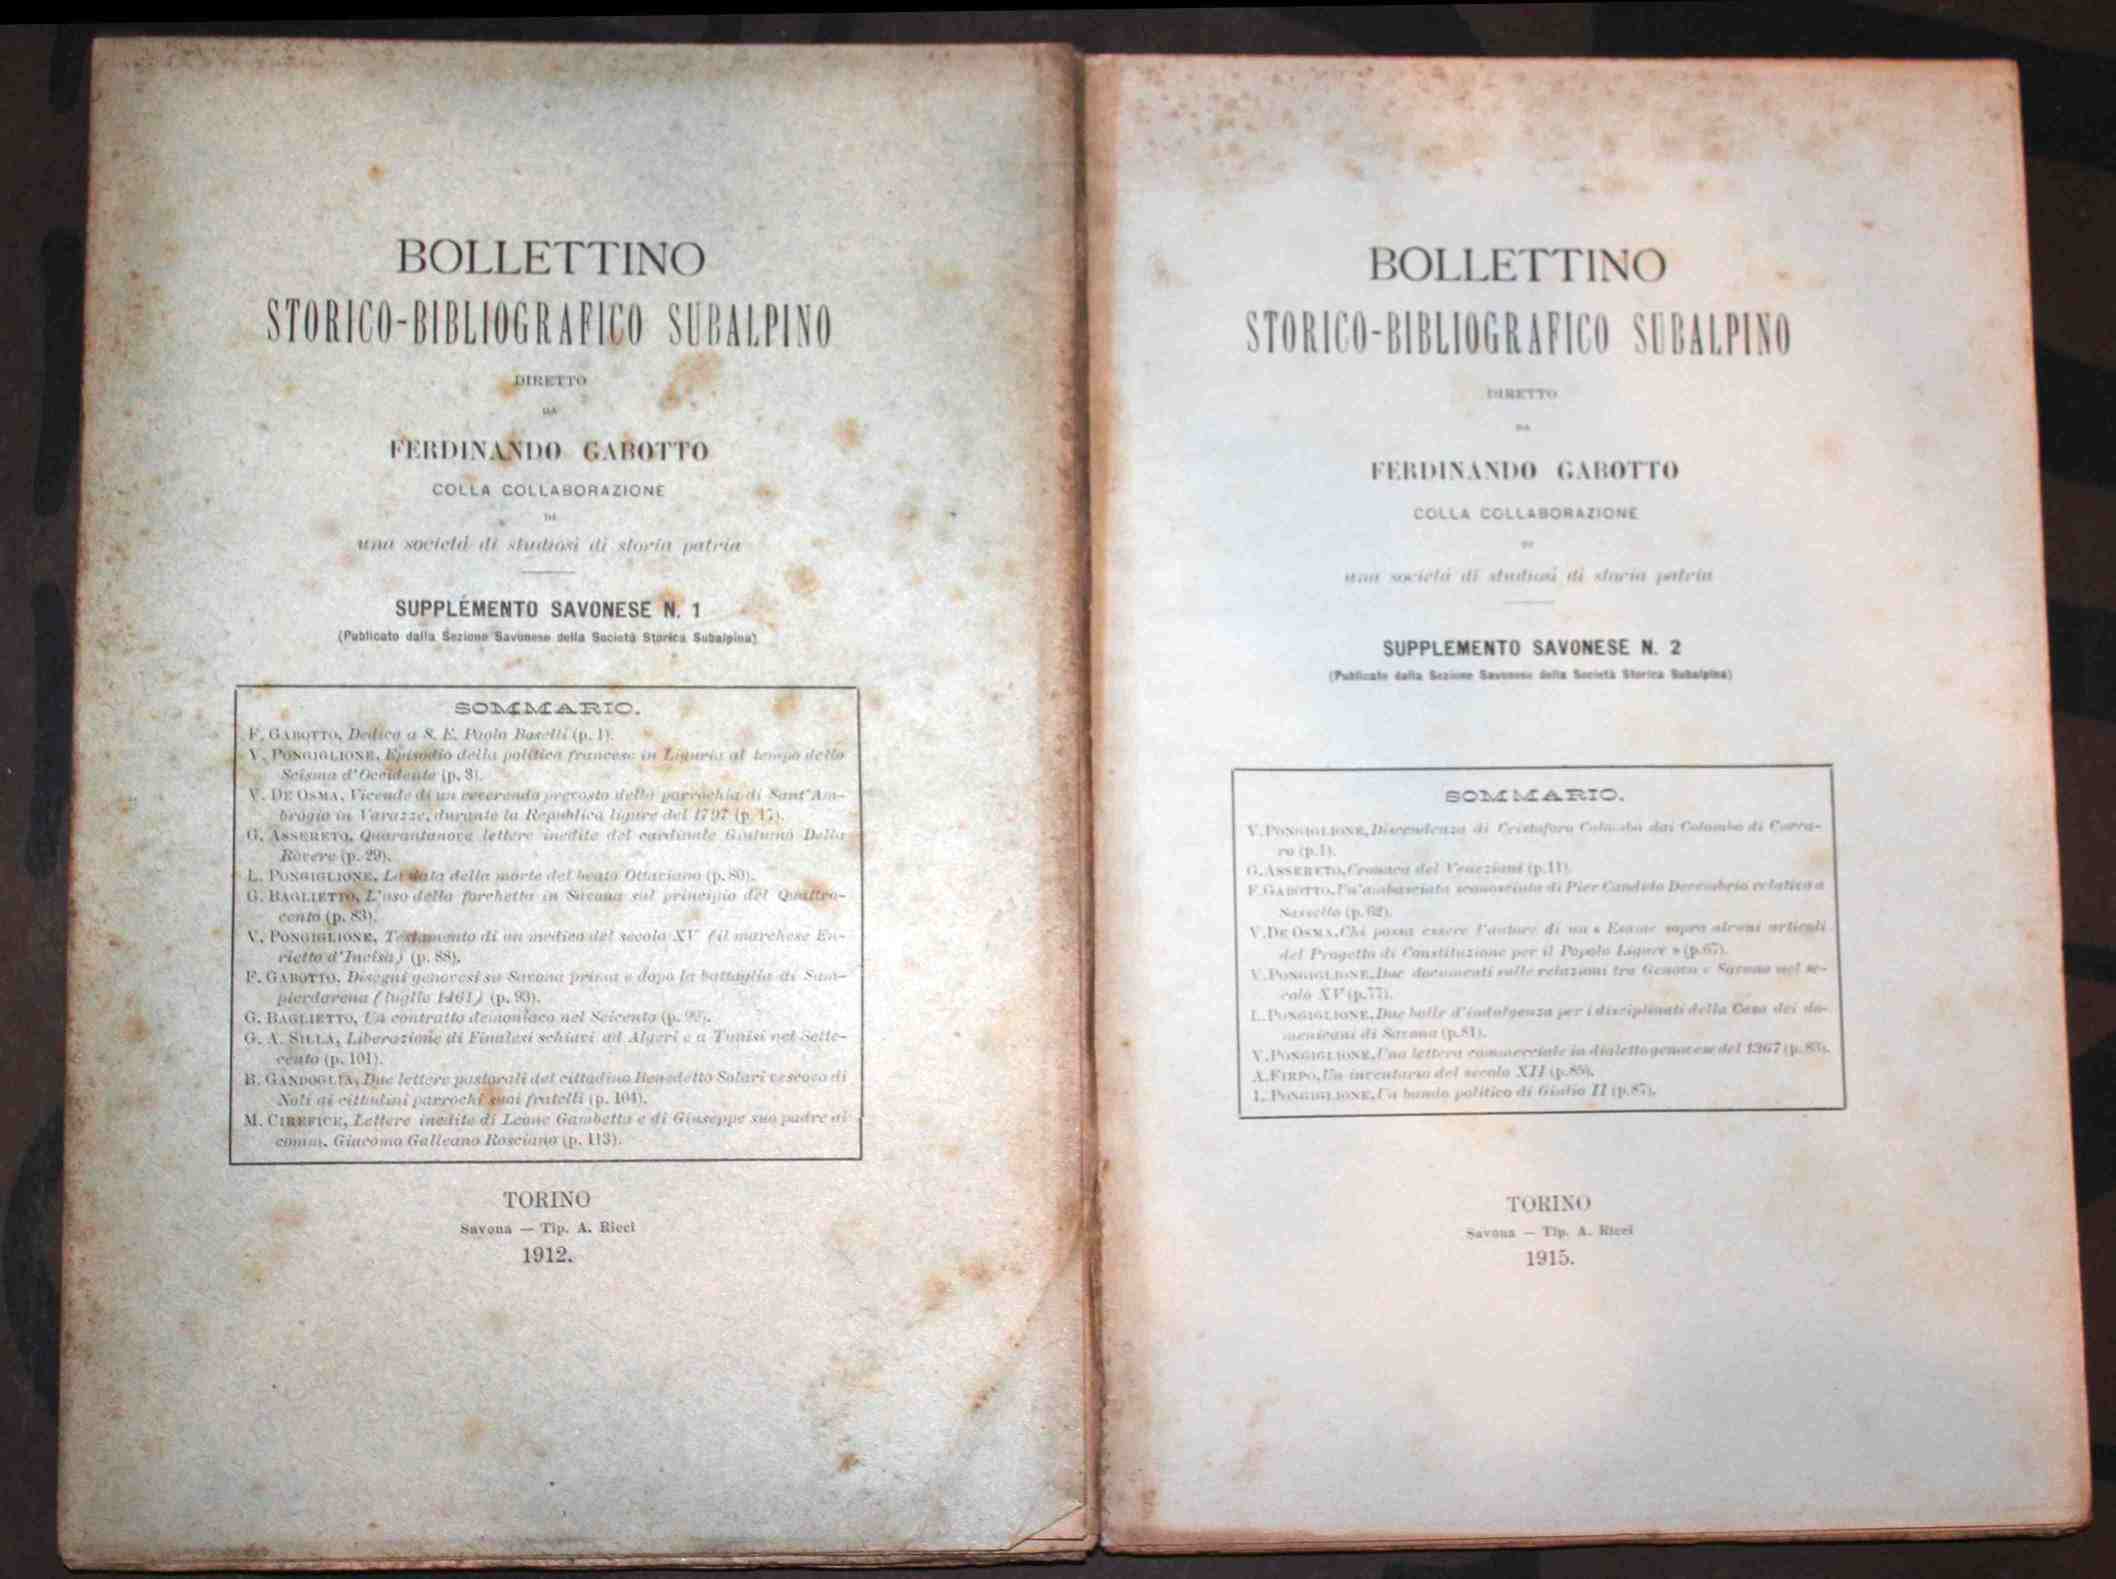 BOLLETTINO
STORICO-BIBLIOGRAFICO SUBALPINO
DIRETTO
DA
FERDINANDO GABOTTO
COLLA COLLABORAZIONE
DI
una società di studiosi di storia patria
SUPPLEMENTO SAVONESE N. 1
(Publicato dalla Sezione Savonese della Società Storica Subalpina)
SOMMARIO.
F. GABOTTO, Dedica a S. E. Paolo Boselli (p. 1).
V. PONGIGLIONE, Episodio della politica francese in Liguria al tempo dello
Scisma d'Occidente (p. 3).
V. DE OSMA, Vicende di un reverendo prevosto della parrochia di Sant'Am-
brogio in Varazze, durante la Republica ligure del 1797 (p. 17).
G. ASSERETO, Quarantanove lettere inedite del cardinale Giuliano Della
Rovere (p. 29).
L. PONGIGLIONE, La data della morte del beato Ottaviano (p. 80).
G. BAGLIETTO, L'uso della forchetta in Savona sul principio del Quattro-
cento (p. 83).
V. PONGIGLIONE, Testamento di un medico del secolo XV (il marchese En-
rietto d'Incisa) (p. 88).
F. GABOTTO, Disegni genovesi su Savona prima e dopo la battaglia di Sam-
pierdarena (luglio 1461) (p. 93).
G. BAGLIETTO, Un contratto demoniaco nel Seicento (p. 99).
G. A. SILLA, Liberazione di Finalesi schiavi ad Algeri e a Tunisi nel Sette-
cento (p. 101).
B. GANDOGLIA, Due lettere pastorali del cittadino Benedetto Solari vescovo di
Noli ai cittadini parrochi suoi fratelli (p. 104).
M. CIREFICE, Lettere inedite di Leone Gambetta e di Giuseppe suo padre al
comm. Giacomo Galleano Rosciano (p. 113).
TORINO
Savona — Tip. A. Ricci
1912.
BOLLETTINO
STORICO-BIBLIOGRAFICO SUBALPINO
DIRETTO
DA
FERDINANDO GABOTTO
COLLA COLLABORAZIONE
DI
una società di studiosi di storia patria
SUPPLEMENTO SAVONESE N. 2
(Publicato dalla Sezione Savonese della Società Storica Subalpina)
SOMMARIO.
V. PONGIGLIONE, Discendenza di Cristoforo Colombo dai Colombo di Cucca-
ro (p. 1).
G. ASSERETO, Cronaca del Veneziani (p. 11).
F. GABOTTO, Un'ambasciata sconosciuta di Pier Candido Decembrio relativa a
Sassello (p. 62).
V. DE OSMA, Chi possa essere l'autore di un « Esame sopra alcuni articoli
del Progetto di Constituzione per il Popolo Ligure » (p. 67).
V. PONGIGLIONE, Due documenti sulle relazioni tra Genova e Savona nel se-
colo XV (p. 77).
L. PONGIGLIONE, Due bolle d'indulgenza per i disciplinati della Casa dei do-
menicani di Savona (p. 81).
V. PONGIGLIONE, Una lettera commerciale in dialetto genovese del 1367 (p. 83).
A. FIRPO, Un inventario del secolo XII (p. 85).
L. PONGIGLIONE, Un bando politico di Giulio II (p. 87).
TORINO
Savona — Tip. A. Ricci
1915.